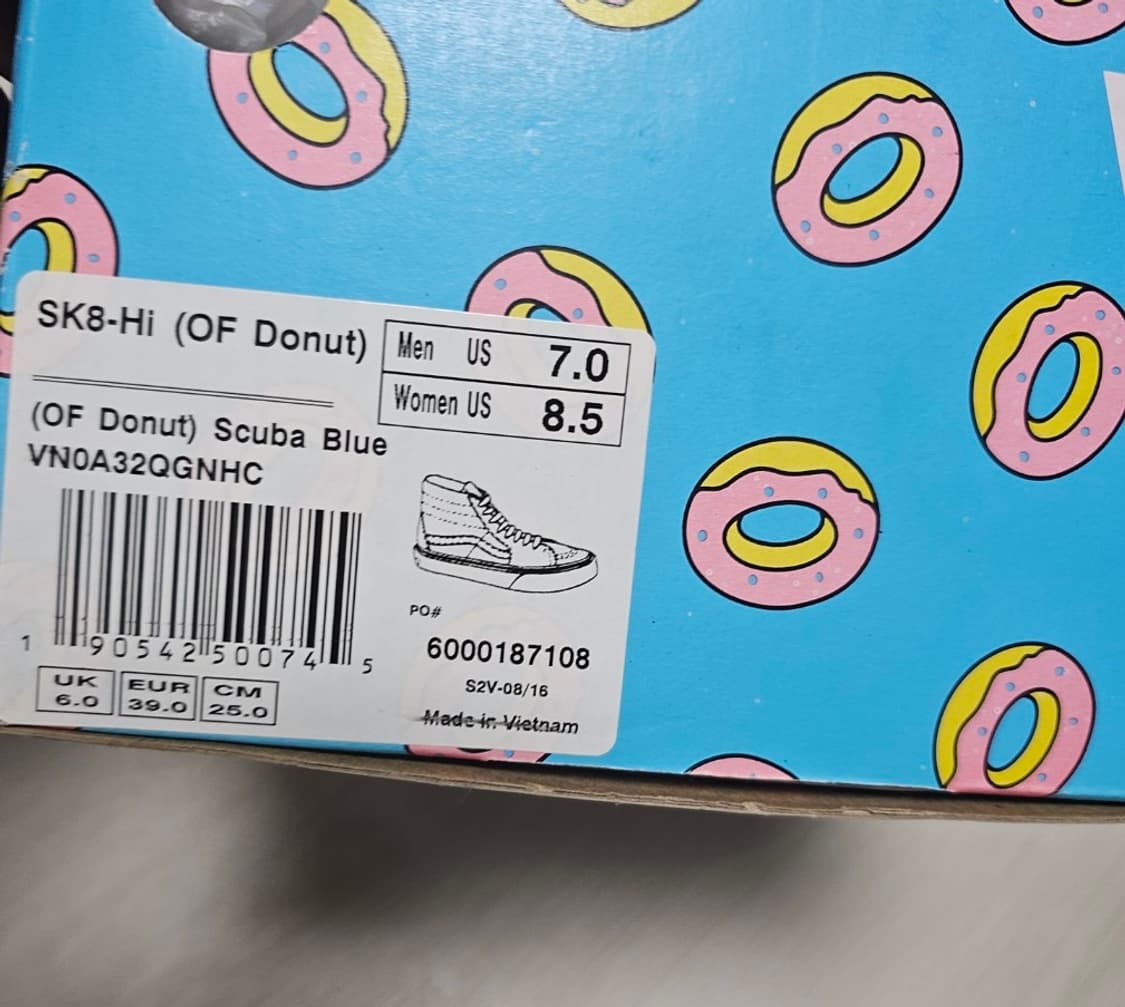 SK8-Hi (OF Donut)
Men US 7.0
Women US 8.5
(OF Donut) Scuba Blue
VN0A32QGNHC
1 90542 50074 5
PO#
6000187108
S2V-08/16
Made in Vietnam
UK EUR CM
6.0 39.0 25.0